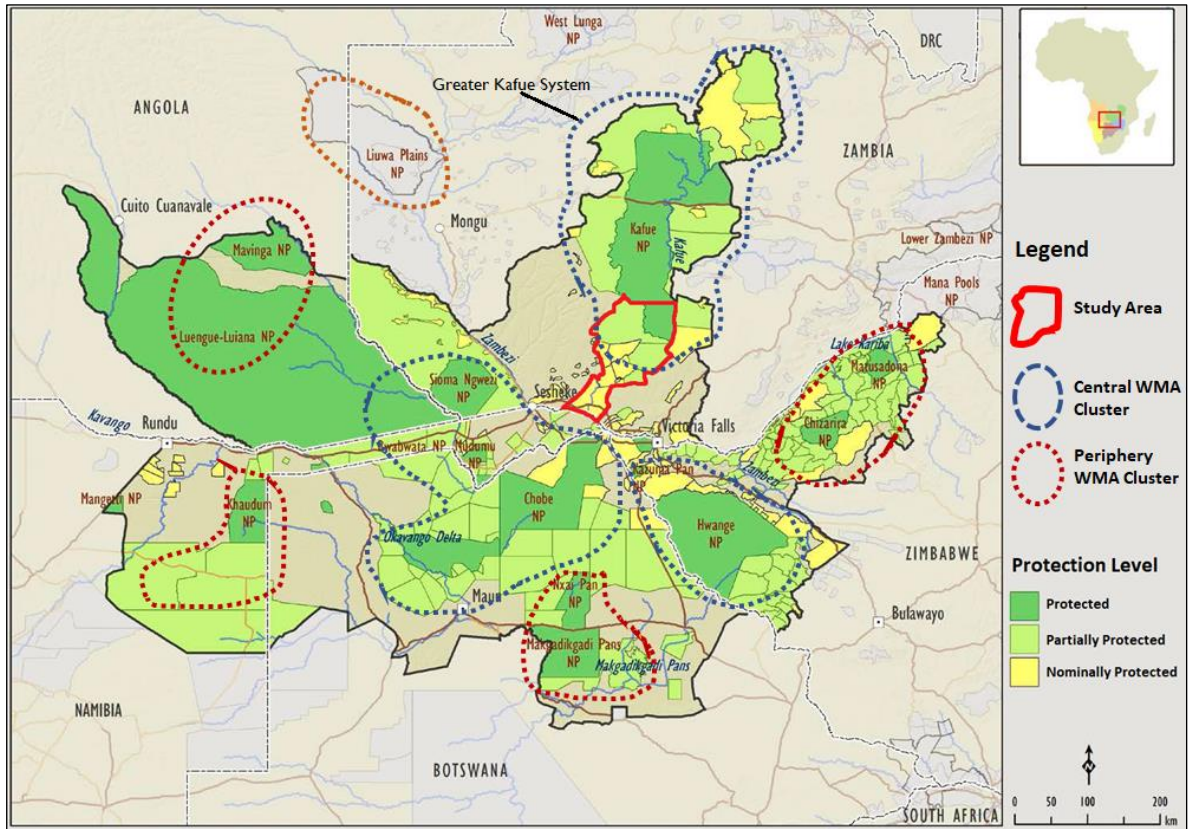 West Lunga
NP
DRC
Greater Kafue System
ANGOLA
ZAMBIA
Liuwa Plains
NP
Cuito Cuanavale
Mongu
Kafue
NP
Kafue
Mavinga NP
Lower Zambezi NP
Mana Pools
NP
Luengue-Luiana NP
Zambezi
Lake Kariba
Matusadona
NP
Sioma Ngwezi
NP
Sesheke
Kavango
Rundu
Victoria Falls
Chizarira
NP
Bwabwata NP
Mudumu
NP
Kazuma Pan
NP
Zambezi
Mangetti NP
Khaudum
NP
Chobe
NP
Okavango Delta
Hwange
NP
ZIMBABWE
Maun
Nxai Pan
NP
Bulawayo
Makgadikgadi Pans
NP
Makgadikgadi Pans
NAMIBIA
BOTSWANA
SOUTH AFRICA
Legend
Study Area
Central WMA
Cluster
Periphery
WMA Cluster
Protection Level
Protected
Partially Protected
Nominally Protected
N
0 50 100 200
km